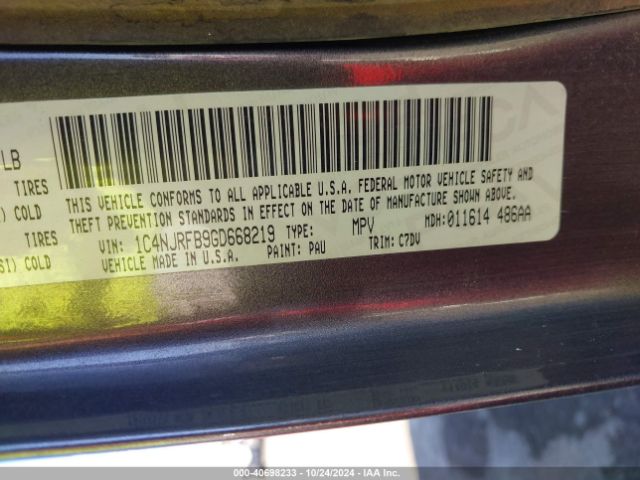 LB
TIRES
COLD
TIRES
SI) COLD
THIS VEHICLE CONFORMS TO ALL APPLICABLE U.S.A. FEDERAL MOTOR VEHICLE SAFETY AND
THEFT PREVENTION STANDARDS IN EFFECT ON THE DATE OF MANUFACTURE SHOWN ABOVE.
VIN: 1C4NJRFB9GD668219 TYPE: MPV MDH: 011614 486AA
VEHICLE MADE IN U.S.A. PAINT: PAU TRIM: C7DV
000-40698233 - 10/24/2024 - IAA Inc.